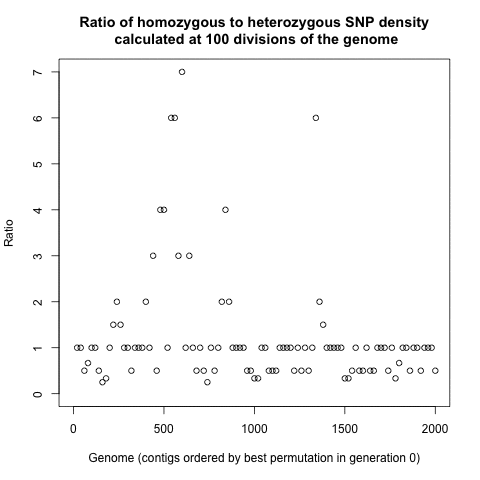 Ratio of homozygous to heterozygous SNP density
calculated at 100 divisions of the genome
7
6
5
4
3
2
1
0
Ratio
0 500 1000 1500 2000
Genome (contigs ordered by best permutation in generation 0)